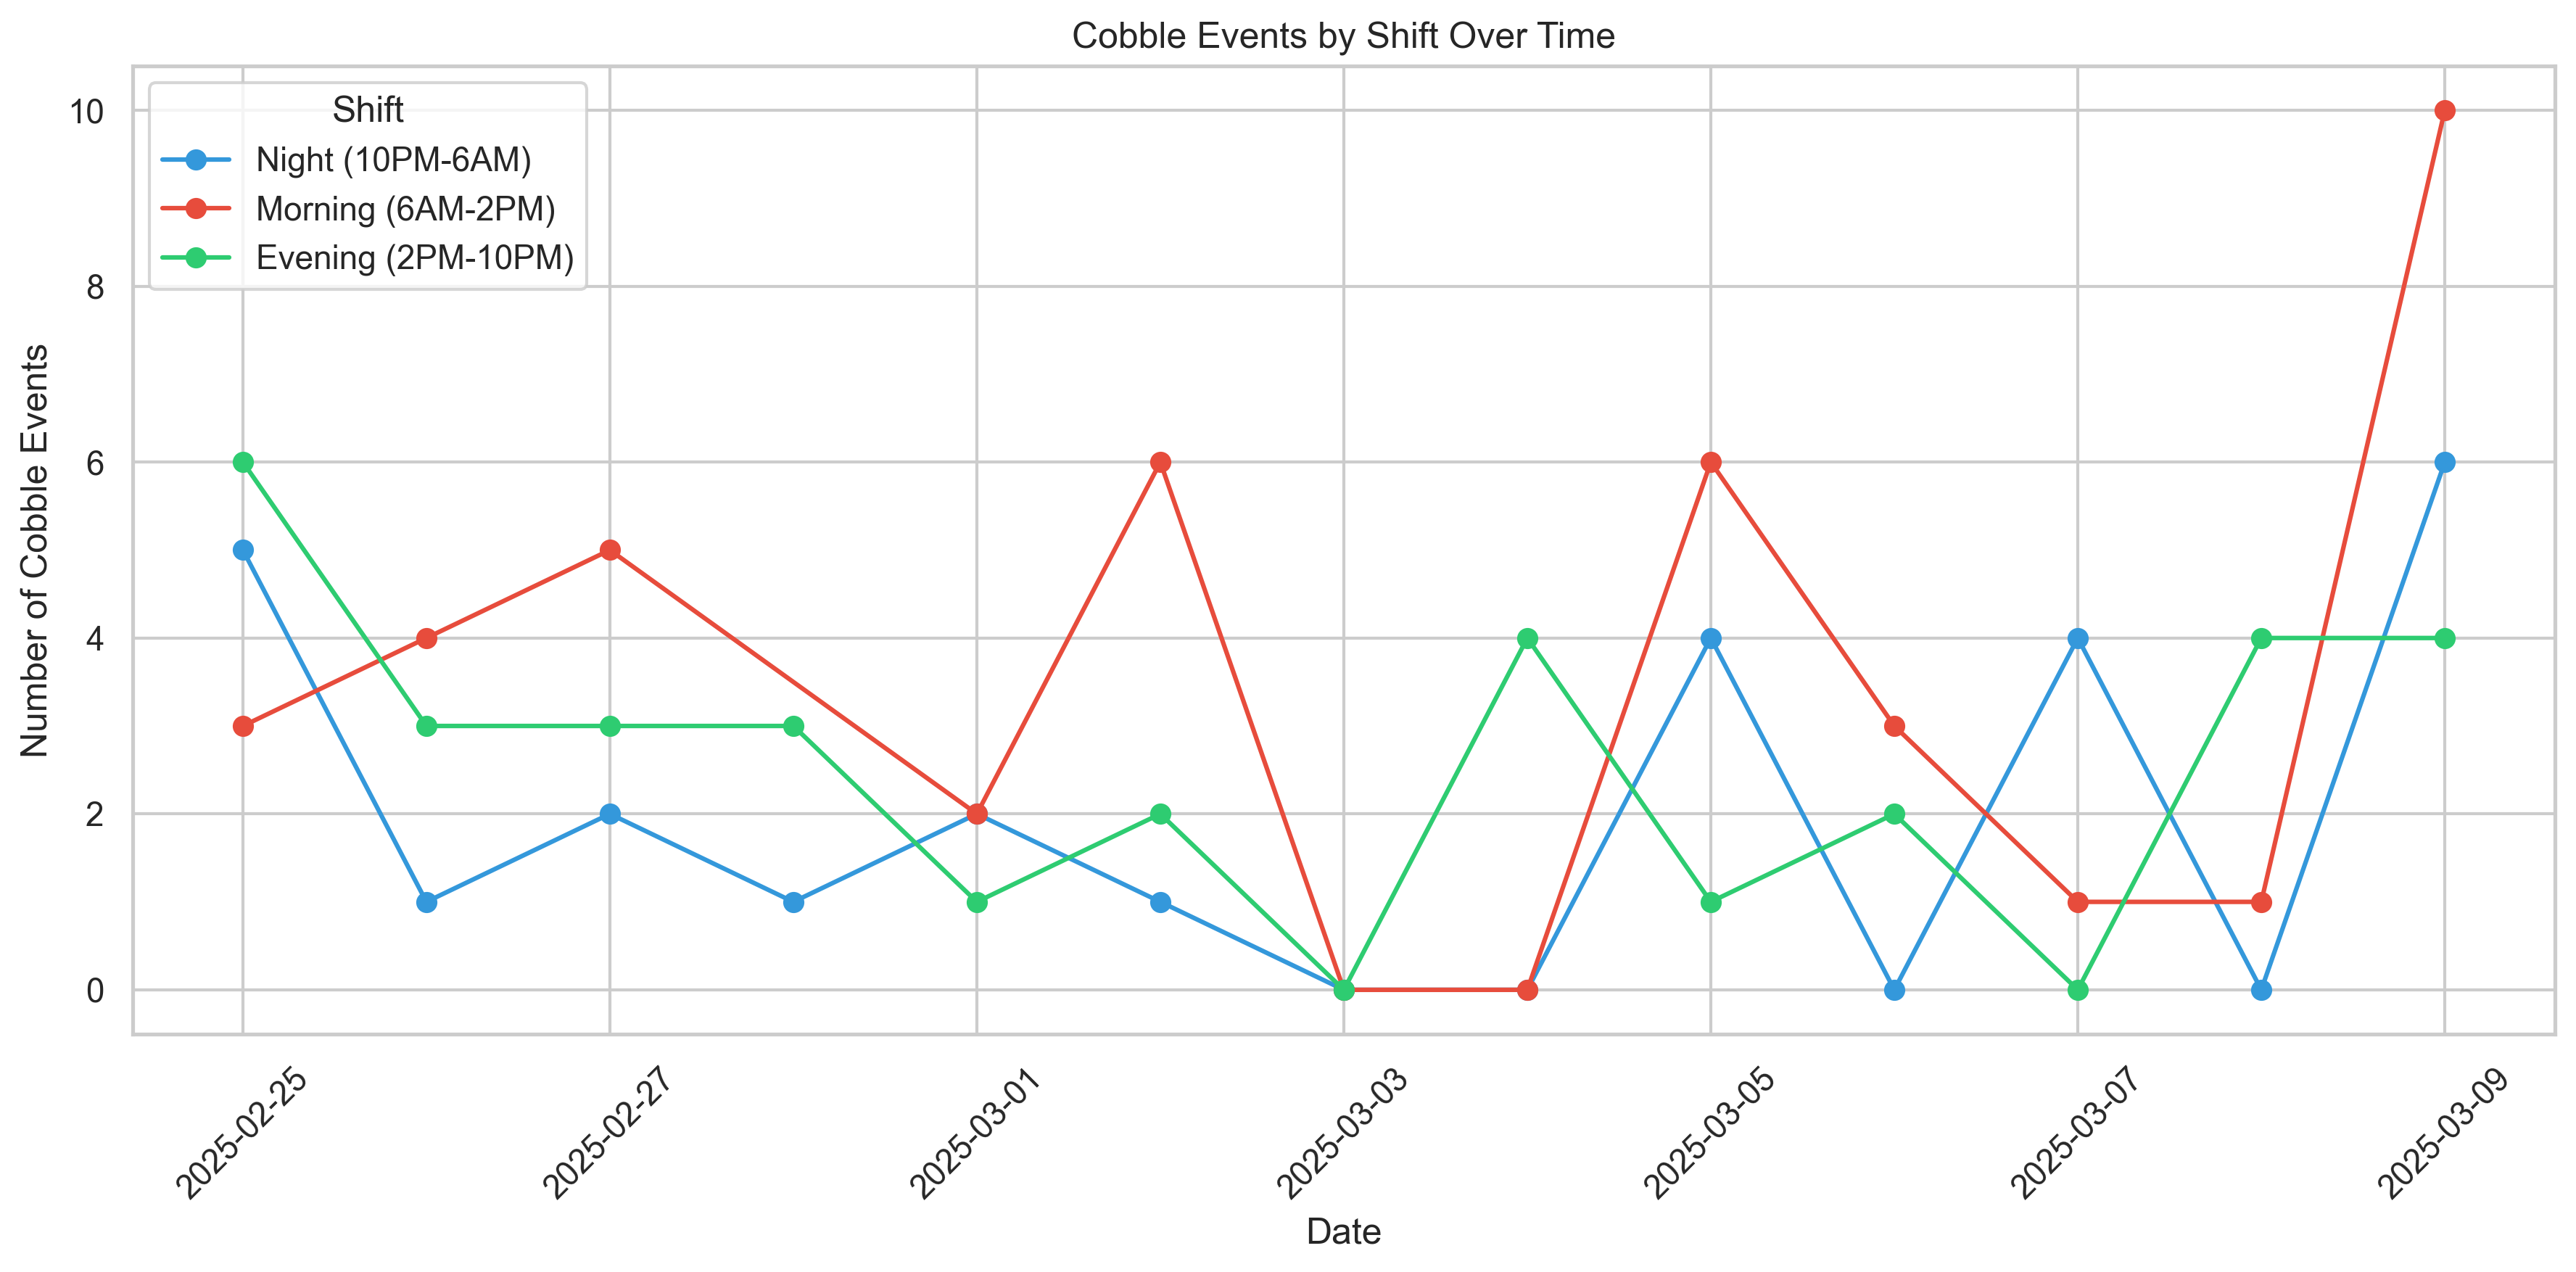 Cobble Events by Shift Over Time
Shift
Night (10PM-6AM)
Morning (6AM-2PM)
Evening (2PM-10PM)
Number of Cobble Events
10
8
6
4
2
0
2025-02-25
2025-02-27
2025-03-01
2025-03-03
2025-03-05
2025-03-07
2025-03-09
Date